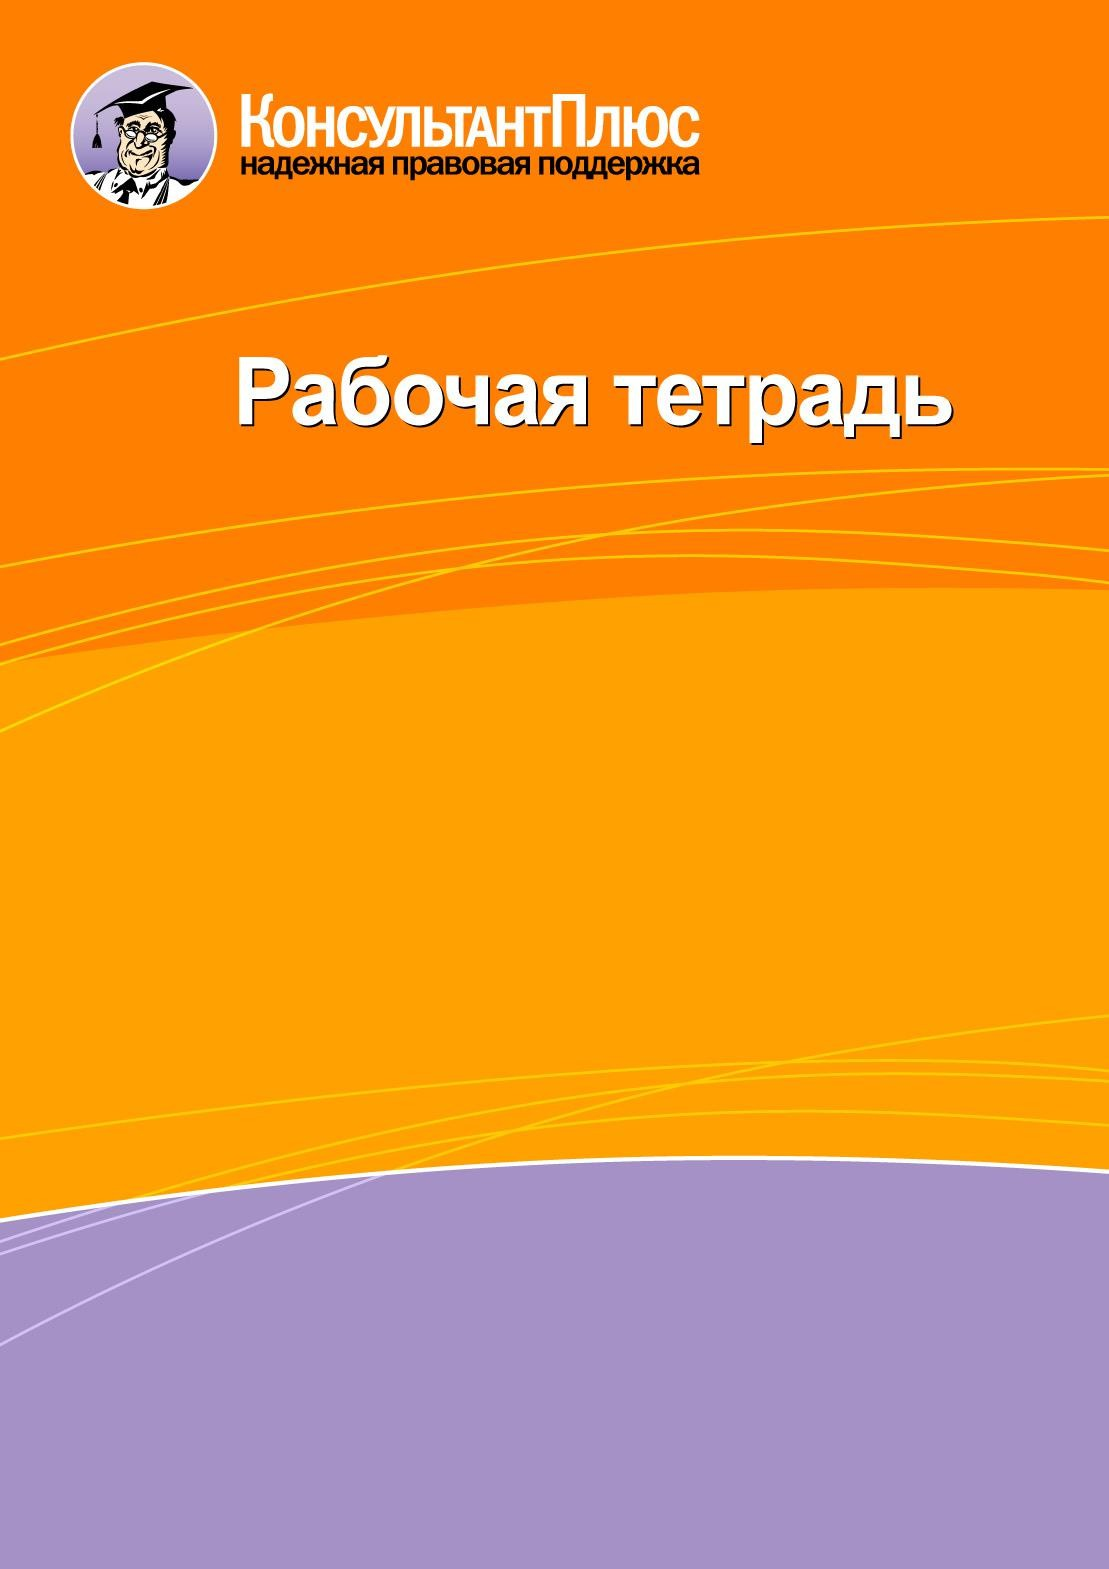 КонсультантПлюс
надежная правовая поддержка
Рабочая тетрадь